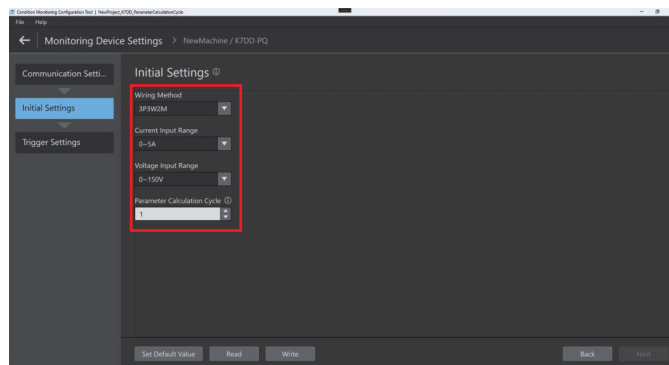 Condition Monitoring Configuration Tool | NewProject_K7DD_ParameterCalculationCycle
File Help
← Monitoring Device Settings > NewMachine / K7DD-PQ
Communication Setti...
Initial Settings
Trigger Settings
Initial Settings
Wiring Method
3P3W2M
Current Input Range
0~5A
Voltage Input Range
0~150V
Parameter Calculation Cycle
1
Set Default Value Read Write Back Next